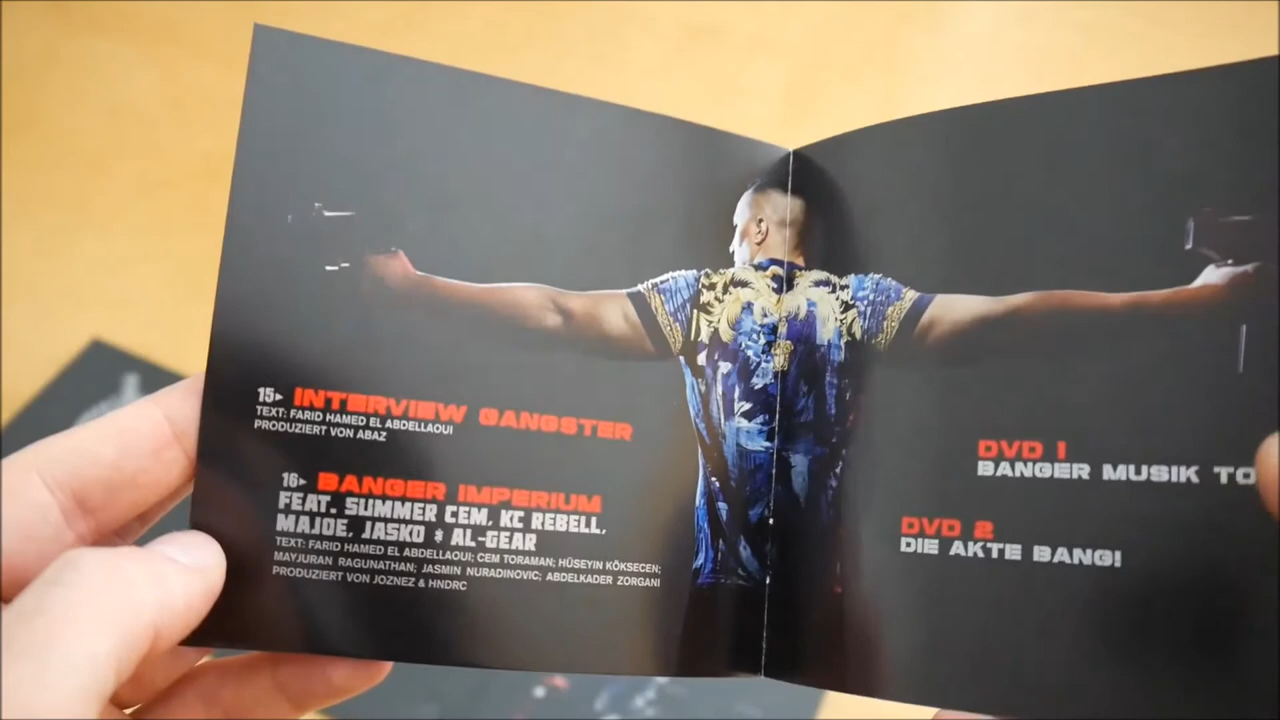 15▸ INTERVIEW GANGSTER
TEXT: FARID HAMED EL ABDELLAOUI
PRODUZIERT VON ABAZ
16▸ BANGER IMPERIUM
FEAT. SUMMER CEM, KC REBELL,
MAJOE, JASKO & AL-GEAR
TEXT: FARID HAMED EL ABDELLAOUI; CEM TORAMAN; HÜSEYIN KÖKSECEN;
MAYJURAN RAGUNATHAN; JASMIN NURADINOVIC; ABDELKADER ZORGANI
PRODUZIERT VON JOZNEZ & HNDRC
DVD 1
BANGER MUSIK TO
DVD 2
DIE AKTE BANG!